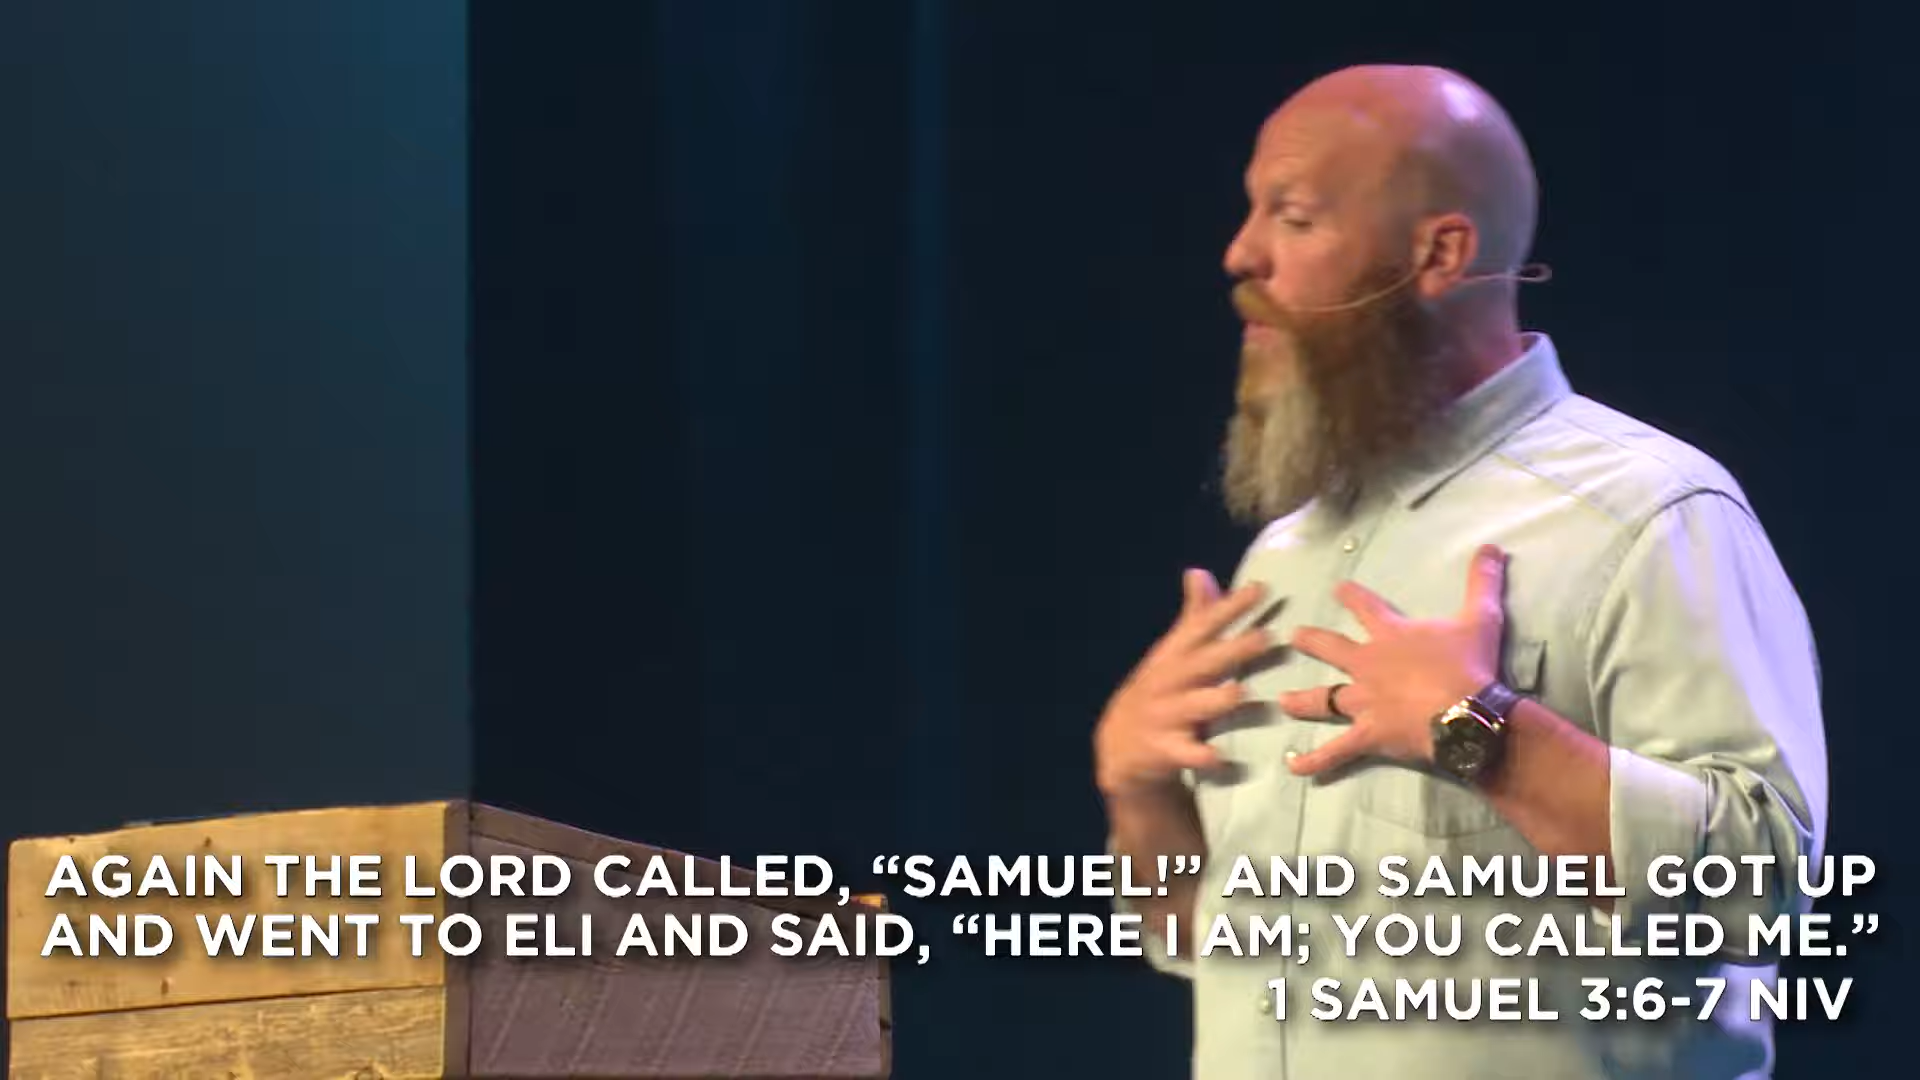 AGAIN THE LORD CALLED, “SAMUEL!” AND SAMUEL GOT UP
AND WENT TO ELI AND SAID, “HERE I AM; YOU CALLED ME.”
1 SAMUEL 3:6-7 NIV